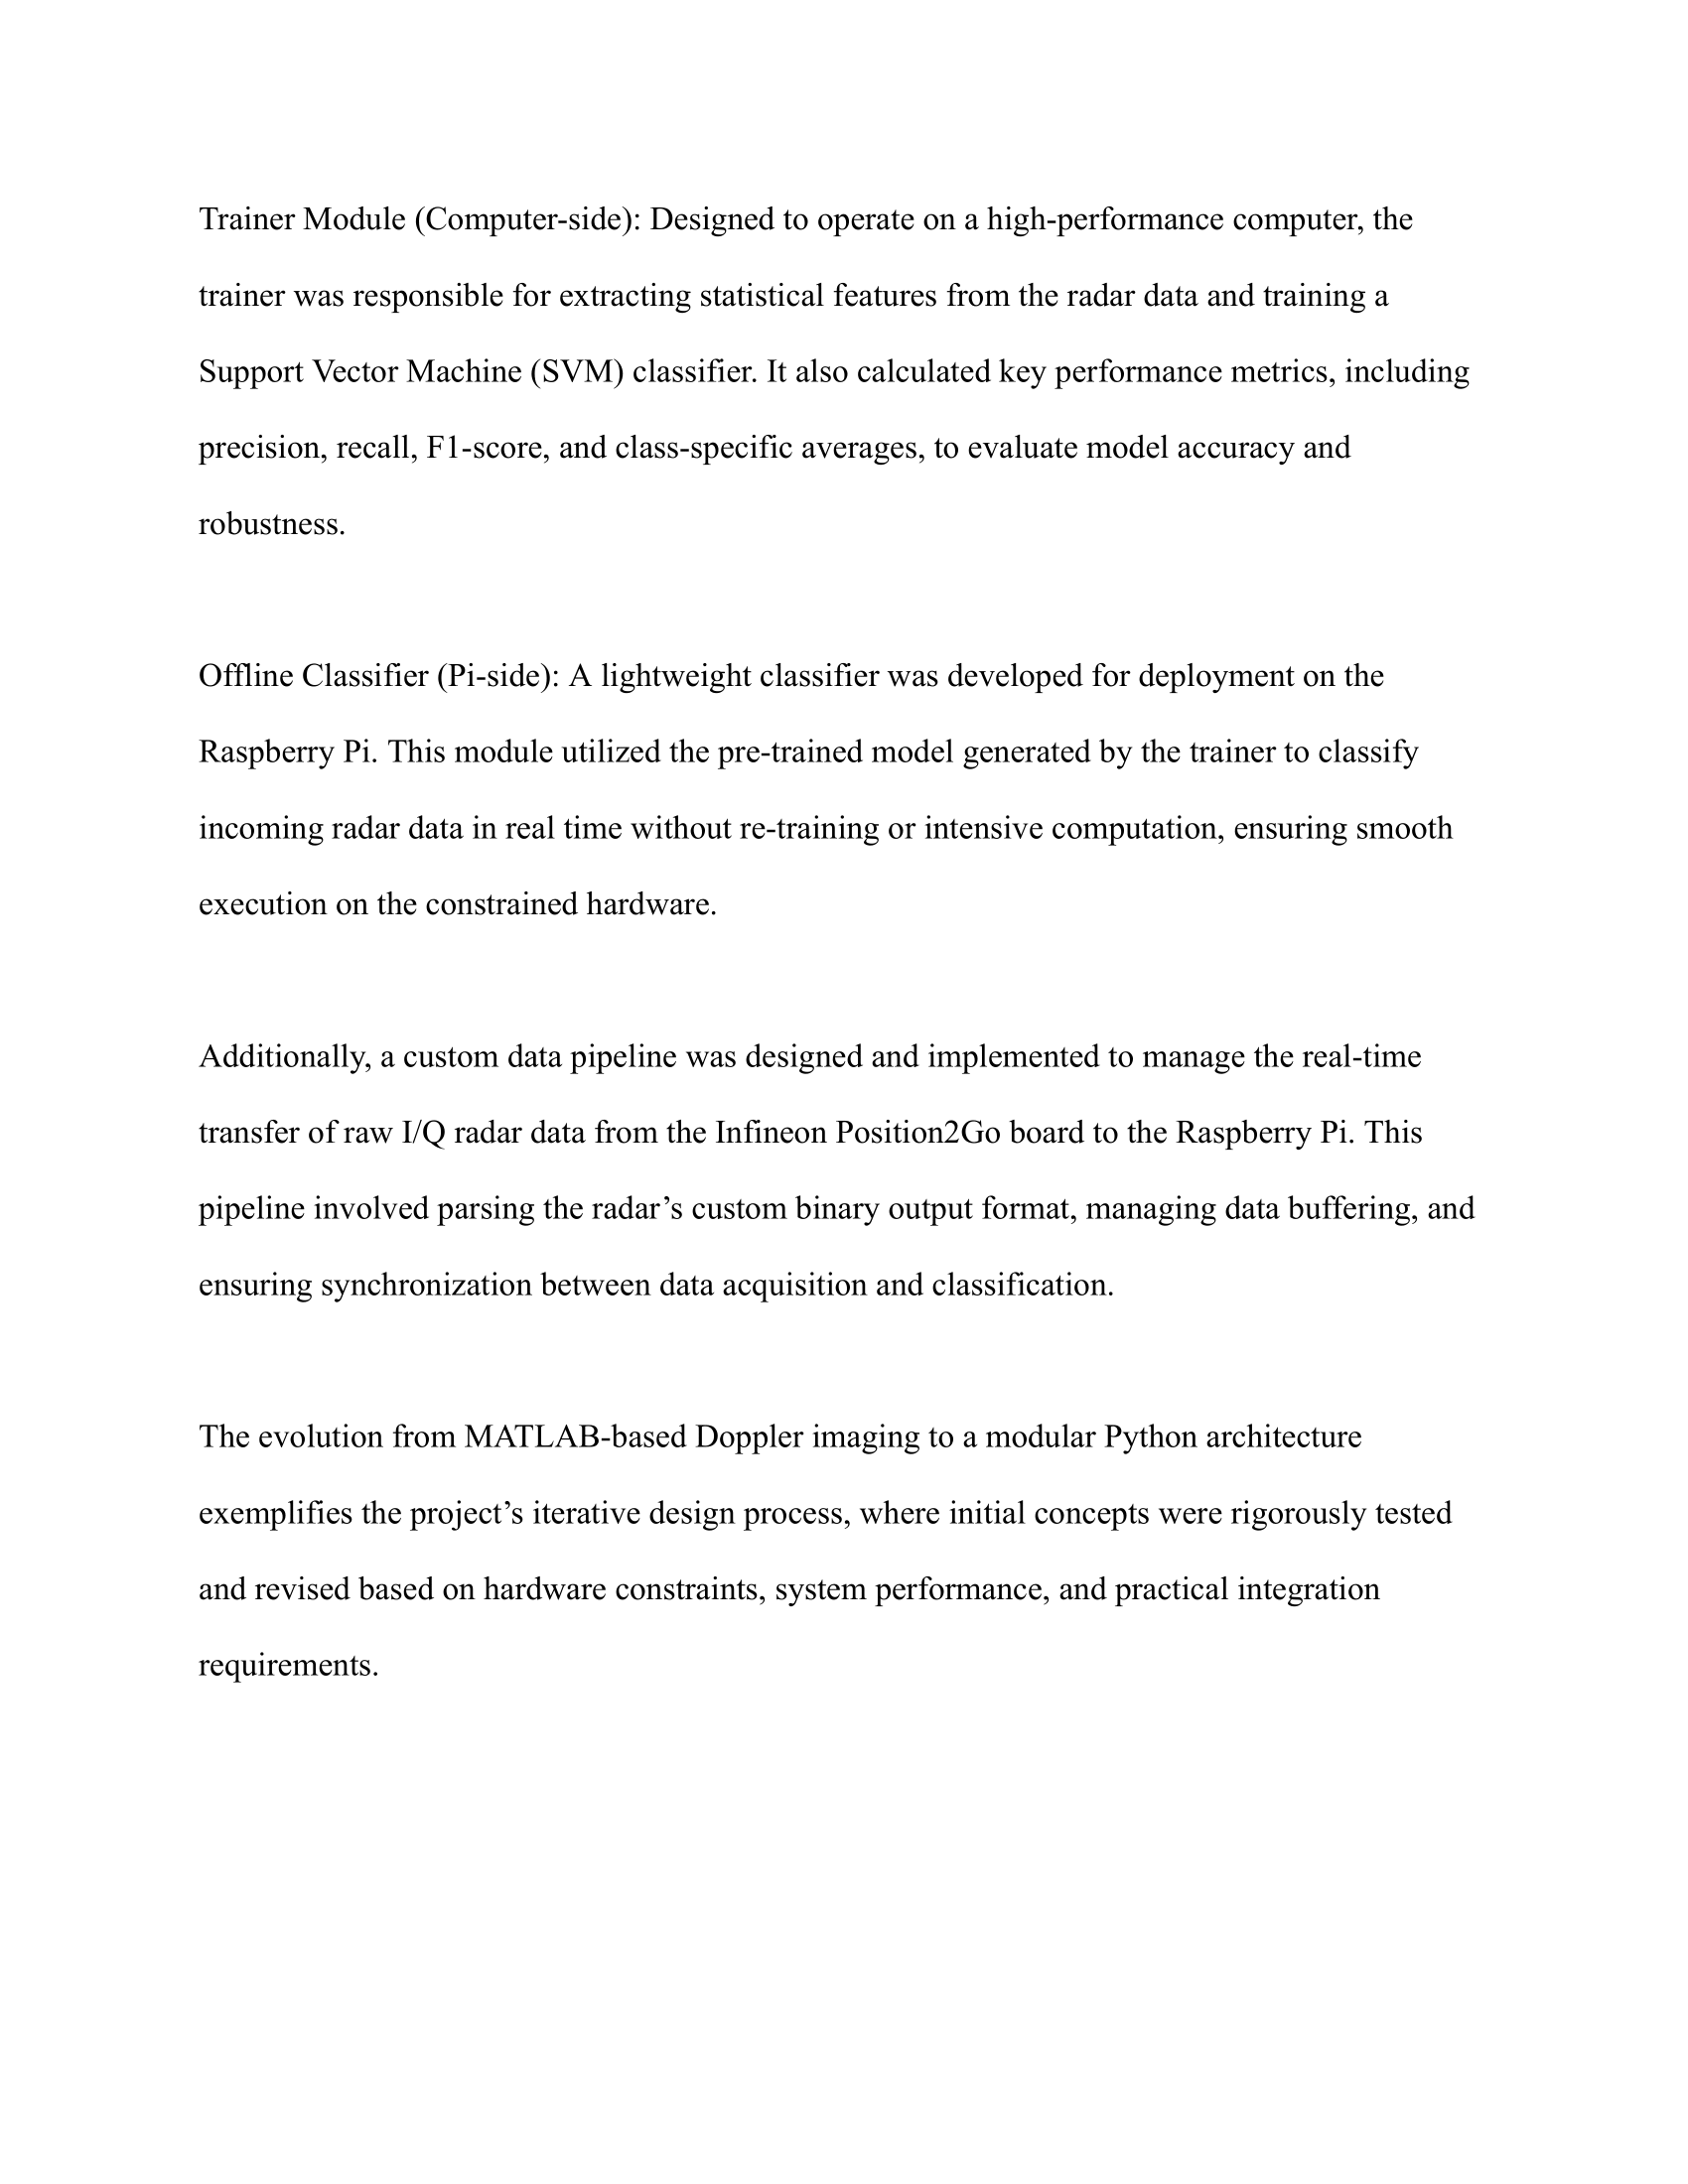 Trainer Module (Computer-side): Designed to operate on a high-performance computer, the
trainer was responsible for extracting statistical features from the radar data and training a
Support Vector Machine (SVM) classifier. It also calculated key performance metrics, including
precision, recall, F1-score, and class-specific averages, to evaluate model accuracy and
robustness.
Offline Classifier (Pi-side): A lightweight classifier was developed for deployment on the
Raspberry Pi. This module utilized the pre-trained model generated by the trainer to classify
incoming radar data in real time without re-training or intensive computation, ensuring smooth
execution on the constrained hardware.
Additionally, a custom data pipeline was designed and implemented to manage the real-time
transfer of raw I/Q radar data from the Infineon Position2Go board to the Raspberry Pi. This
pipeline involved parsing the radar’s custom binary output format, managing data buffering, and
ensuring synchronization between data acquisition and classification.
The evolution from MATLAB-based Doppler imaging to a modular Python architecture
exemplifies the project’s iterative design process, where initial concepts were rigorously tested
and revised based on hardware constraints, system performance, and practical integration
requirements.